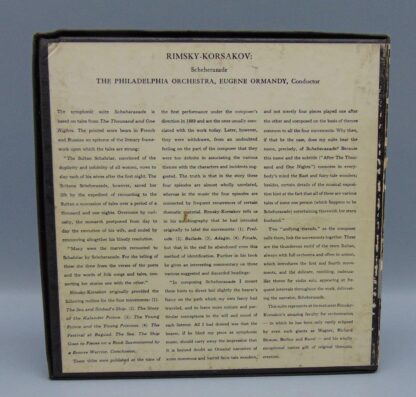 RIMSKY-KORSAKOV:
Scheherazade
THE PHILADELPHIA ORCHESTRA, EUGENE ORMANDY, Conductor
The symphonic suite Scheherazade is
based on tales from The Thousand and One
Nights. The printed score bears in French
and Russian an epitome of the literary frame-
work upon which the tales are strung:
"The Sultan Schahriar, convinced of the
duplicity and infidelity of all women, vows to
slay each of his wives after the first night. The
Sultana Scheherazade, however, saved her
life by the expedient of recounting to the
Sultan a succession of tales over a period of a
thousand and one nights. Overcome by curi-
osity, the monarch postponed from day to
day the execution of his wife, and ended by
renouncing altogether his bloody resolution.
"Many were the marvels recounted to
Schahriar by Scheherazade. For the telling of
these she drew from the verses of the poets
and the words of folk songs and tales, con-
necting her stories one with the other."
Rimsky-Korsakov originally provided the
following outlines for the four movements: (1)
The Sea and Sindbad's Ship. (2) The Story
of the Kalandar Prince. (3) The Young
Prince and the Young Princess. (4) The
Festival at Bagdad. The Sea. The Ship
Goes to Pieces on a Rock Surmounted by
a Bronze Warrior. Conclusion.
These titles were published at the time of
the first performance under the composer's
direction in 1889 and are the ones usually asso-
ciated with the work today. Later, however,
they were withdrawn, from an undoubted
feeling on the part of the composer that they
were too definite in associating the various
themes with the characters and incidents sug-
gested. The truth is that in the story these
four episodes are almost wholly unrelated,
whereas in the music the four episodes are
connected by frequent recurrences of certain
thematic material. Rimsky-Korsakov tells us
in his autobiography that he had intended
originally to label the movements: (1). Prel-
ude (2). Ballade. (3). Adagio. (4). Finale,
but that in the end he abandoned even this
method of identification. Further in his book
he gives an interesting commentary on these
various suggested and discarded headings:
"In composing Scheherazade I meant
these hints to direct but slightly the hearer's
fancy on the path which my own fancy had
traveled, and to leave more minute and par-
ticular conceptions to the will and mood of
each listener. All I had desired was that the
hearer, if he liked my piece as symphonic
music, should carry away the impression that
it is beyond doubt an Oriental narrative of
some numerous and varied fairy tale wonders,
and not merely four pieces played one after
the other and composed on the basis of themes
common to all the four movements. Why then,
if that be the case, does my suite bear the
name, precisely, of Scheherazade? Because
this name and the subtitle ("After The Thou-
sand and One Nights") connote in every-
body's mind the East and fairy tale wonders;
besides, certain details of the musical exposi-
tion hint at the fact that all of these are various
tales of some one person (which happens to be
Scheherazade) entertaining therewith her stern
husband."
Two "unifying threads," as the composer
calls them, link the movements together. These
are the thunderous motif of the stern Sultan,
always with full orchestra and often in unison,
which introduces the first and fourth move-
ments, and the delicate, rambling, cadence-
like theme for violin solo, appearing at fre-
quent intervals throughout the work, delineat-
ing the narrator, Scheherazade.
This suite represents at its zenith Rimsky-
Korsakov's amazing faculty for orchestration
— in which he has been only rarely eclipsed
by even such giants as Wagner, Richard
Strauss, Berlioz and Ravel — and his wholly
exceptional native gift of original thematic
creation.